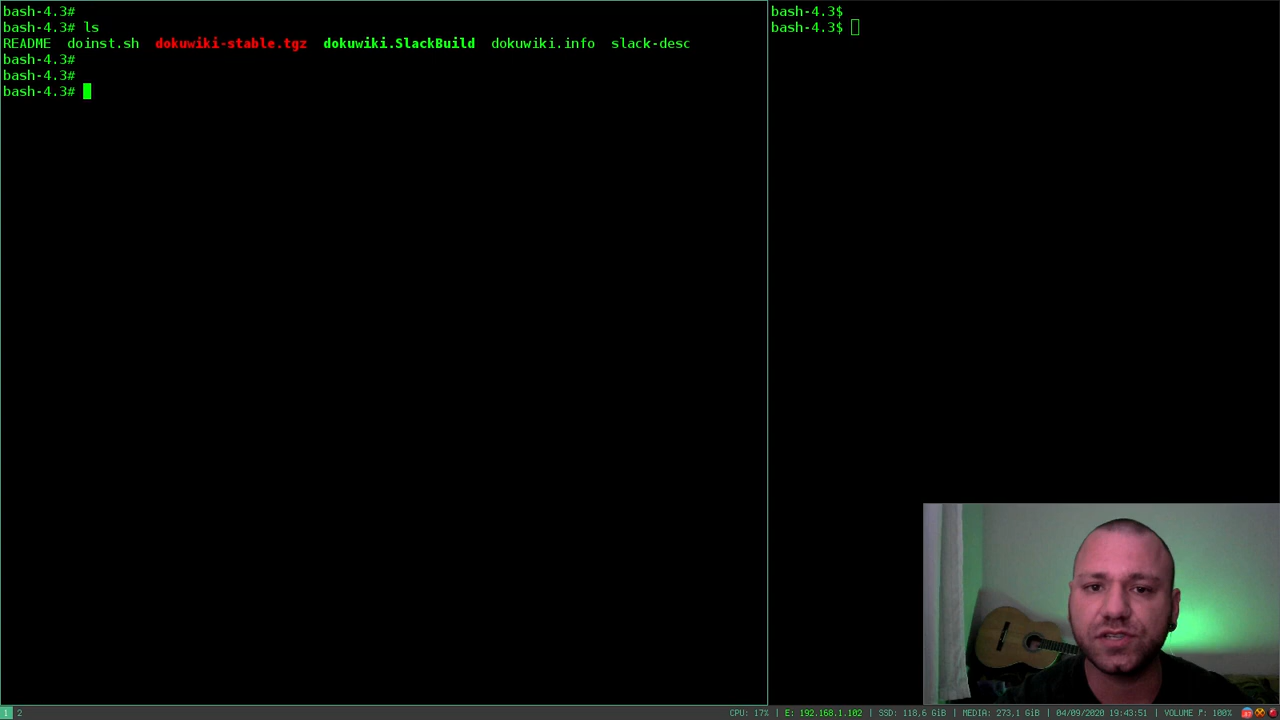 bash-4.3#
bash-4.3# ls
README  doinst.sh  dokuwiki-stable.tgz  dokuwiki.SlackBuild  dokuwiki.info  slack-desc
bash-4.3#
bash-4.3#
bash-4.3#
bash-4.3$
bash-4.3$
1 2
CPU: 17% | E: 192.168.1.102 | SSD: 118,6 GiB | MEDIA: 273,1 GiB | 04/09/2020 19:43:51 | VOLUME P: 100%